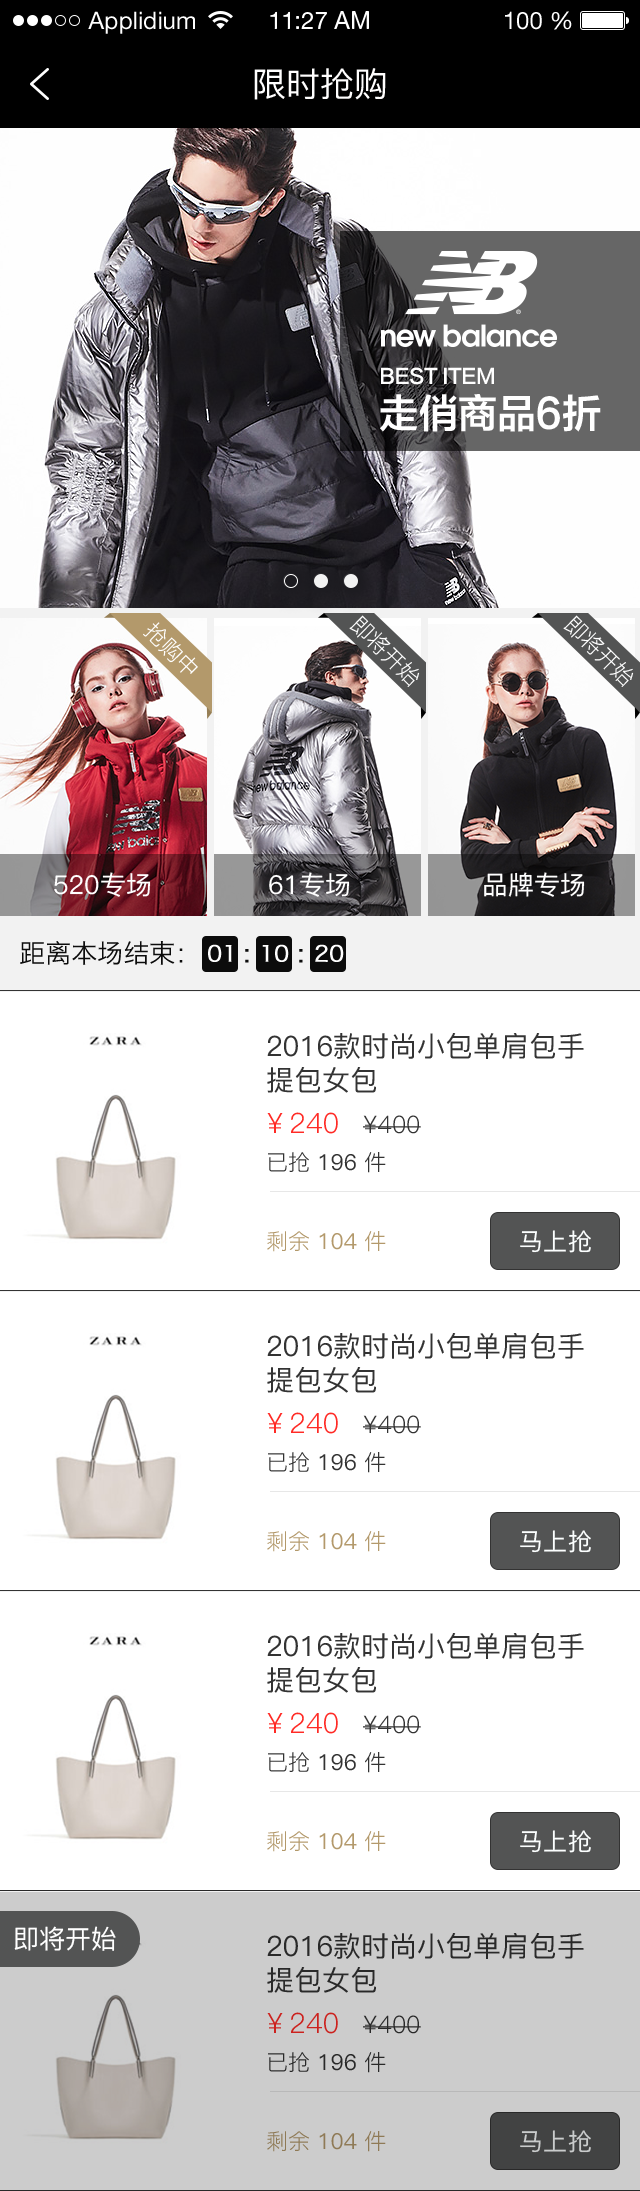 Applidium 11:27 AM 100 %
限时抢购
NB
new balance
BEST ITEM
走俏商品6折
new balance
抢购中
即将开始
即将开始
new balance
520专场
61专场
品牌专场
距离本场结束： 01 : 10 : 20
ZARA
2016款时尚小包单肩包手
提包女包
¥ 240 ¥400
已抢 196 件
剩余 104 件
马上抢
ZARA
2016款时尚小包单肩包手
提包女包
¥ 240 ¥400
已抢 196 件
剩余 104 件
马上抢
ZARA
2016款时尚小包单肩包手
提包女包
¥ 240 ¥400
已抢 196 件
剩余 104 件
马上抢
即将开始
2016款时尚小包单肩包手
提包女包
¥ 240 ¥400
已抢 196 件
剩余 104 件
马上抢